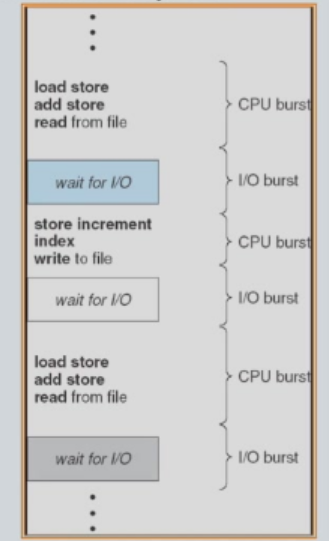 load store
add store
read from file
CPU burst
wait for I/O
I/O burst
store increment
index
write to file
CPU burst
wait for I/O
I/O burst
load store
add store
read from file
CPU burst
wait for I/O
I/O burst